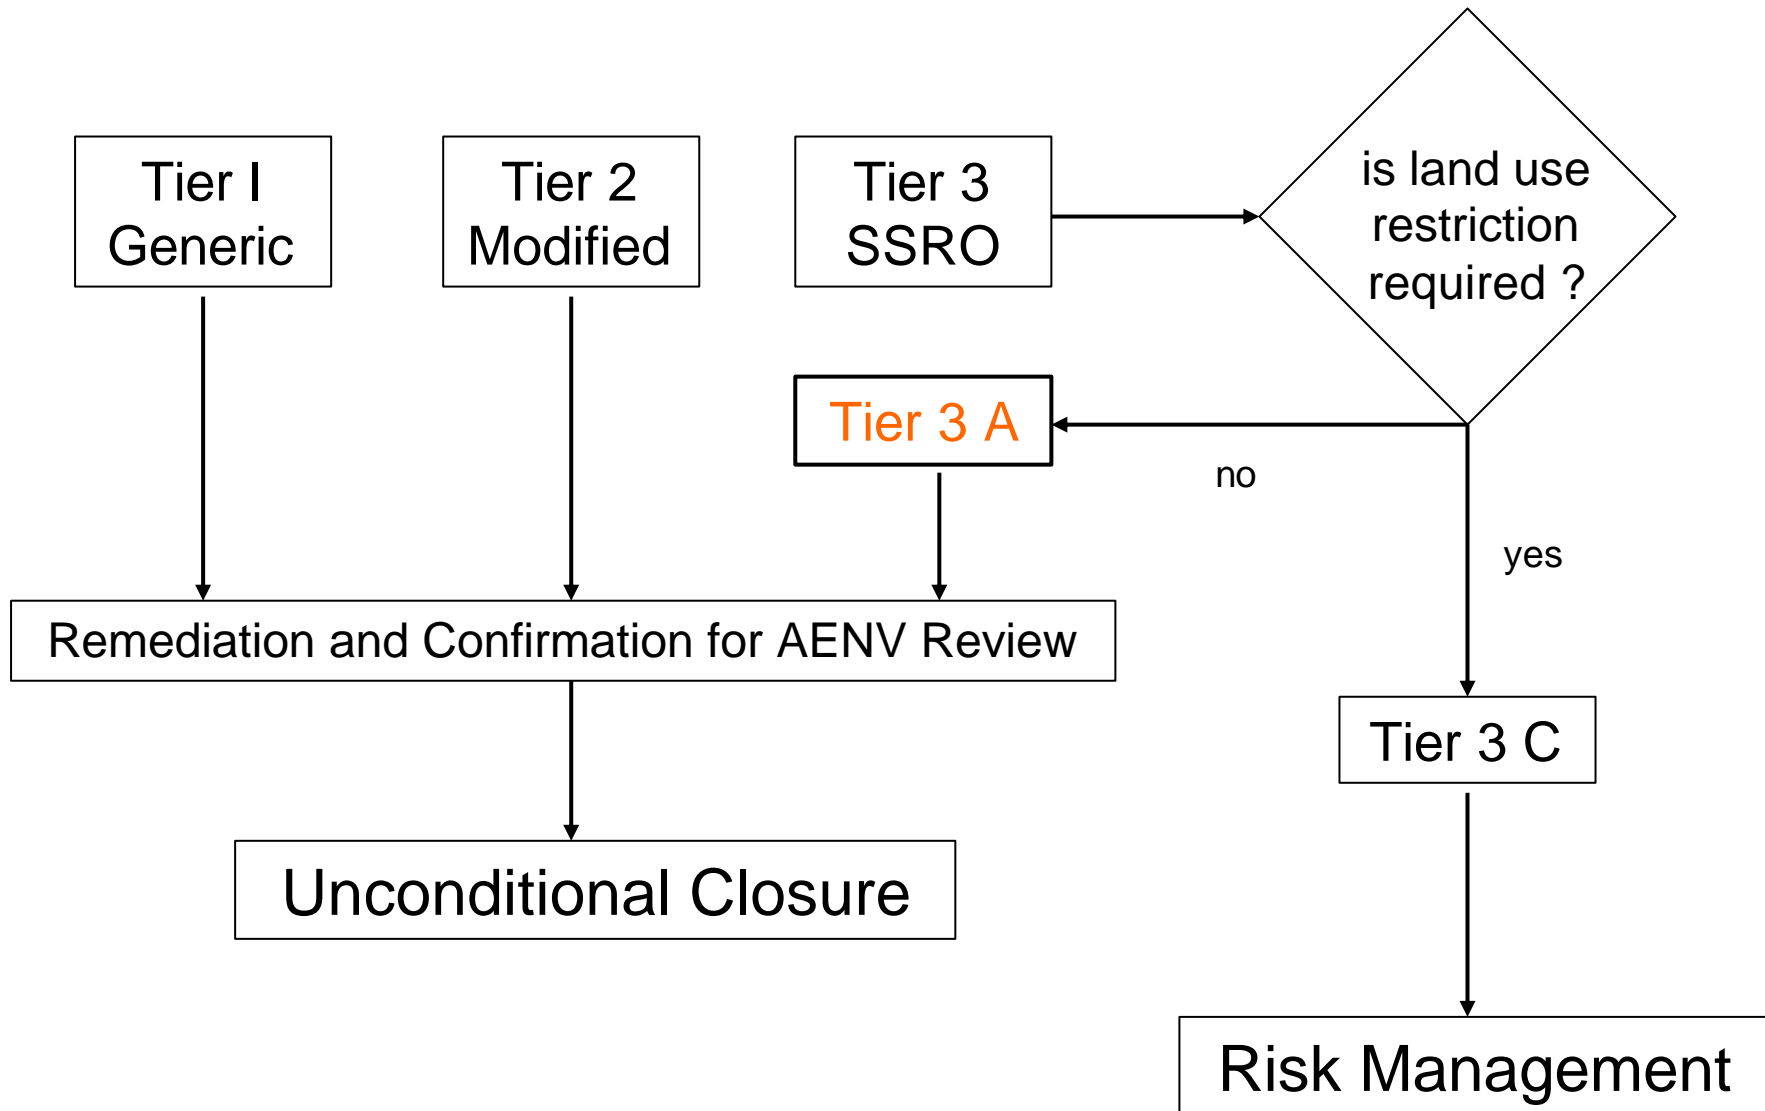 Tier I
Generic
Tier 2
Modified
Tier 3
SSRO
is land use
restriction
required ?
Tier 3 A
no
yes
Remediation and Confirmation for AENV Review
Tier 3 C
Unconditional Closure
Risk Management